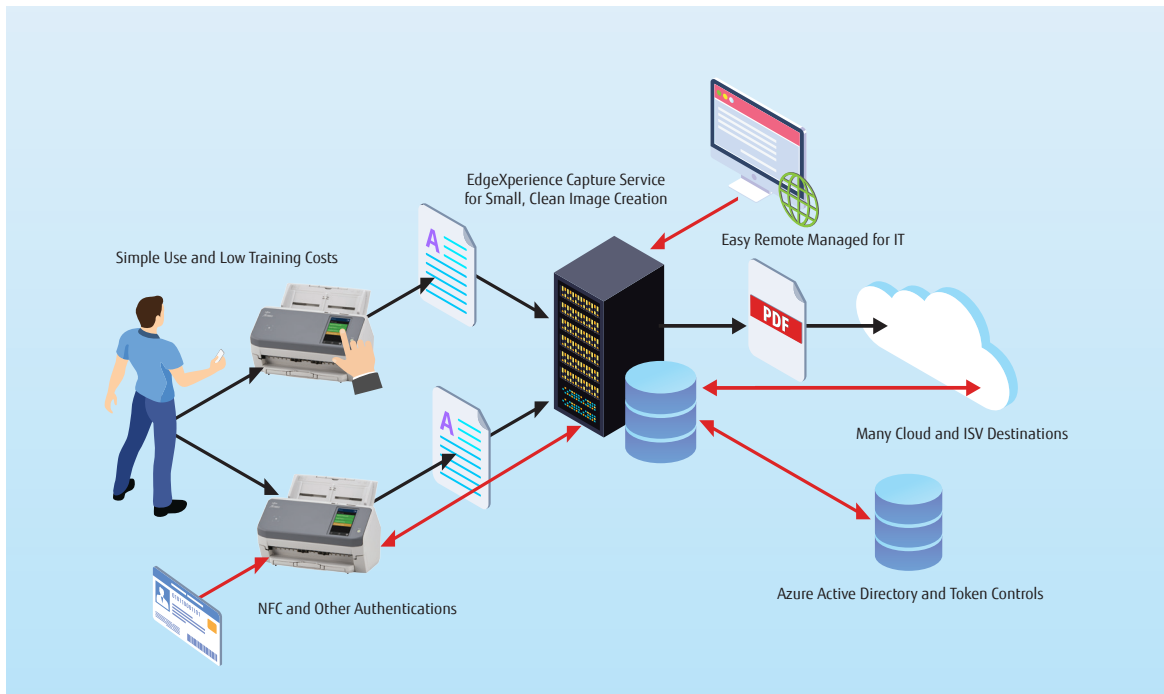 EdgeXperience Capture Service
for Small, Clean Image Creation
Easy Remote Managed for IT
Simple Use and Low Training Costs
A
PDF
A
Many Cloud and ISV Destinations
Azure Active Directory and Token Controls
NFC and Other Authentications